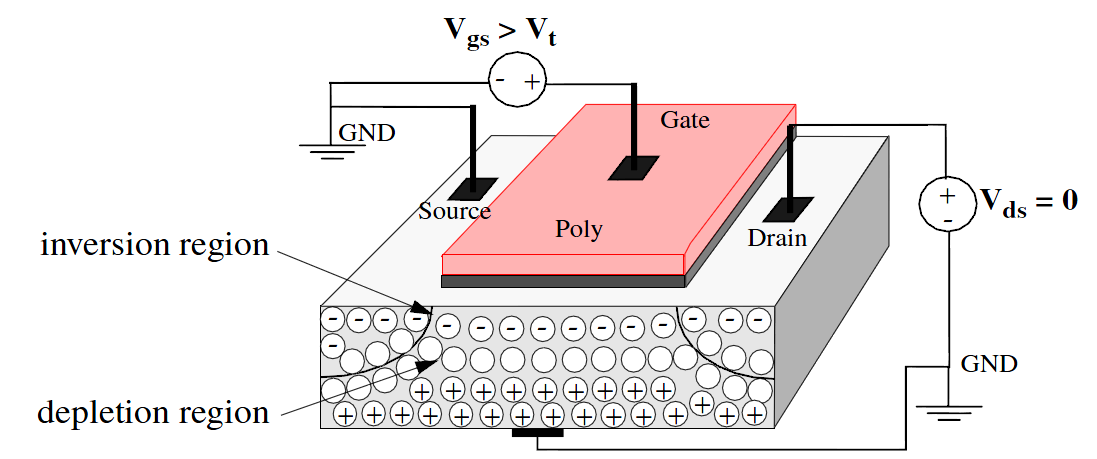 Vgs > Vt
- +
GND
Gate
Source
Poly
Drain
+
-
Vds = 0
inversion region
- - - - - - - - - - - - - - -
-
depletion region
+ + + + + + + + +
+ + + + + + + + + + + + + + +
GND